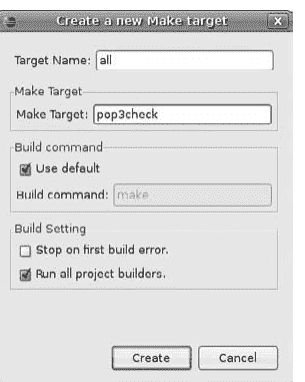 Create a new Make target
Target Name: all
Make Target
Make Target: pop3check
Build command
Use default
Build command: make
Build Setting
Stop on first build error.
Run all project builders.
Create Cancel